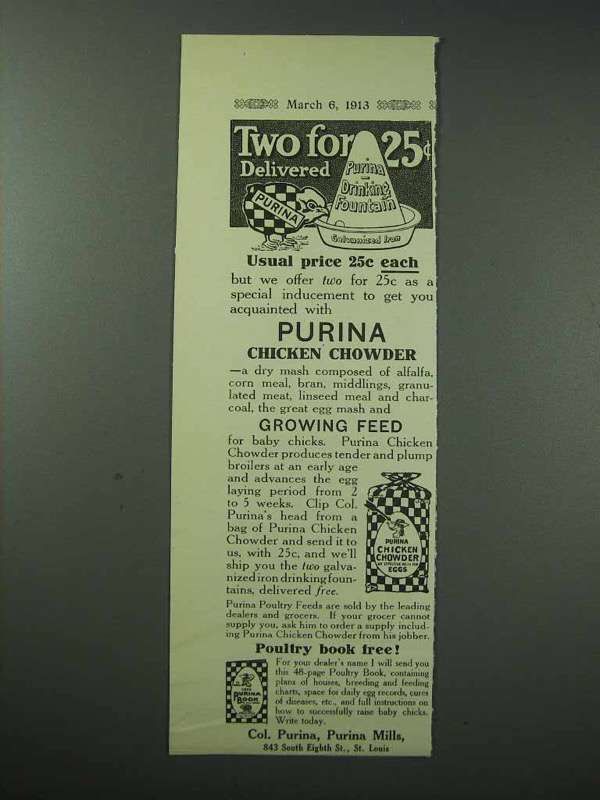 March 6, 1913
Two for 25¢
Delivered
Purina
Drinking
Fountain
PURINA
Galvanized Iron
Usual price 25c each
but we offer two for 25c as a
special inducement to get you
acquainted with
PURINA
CHICKEN CHOWDER
—a dry mash composed of alfalfa,
corn meal, bran, middlings, granu-
lated meat, linseed meal and char-
coal, the great egg mash and
GROWING FEED
for baby chicks. Purina Chicken
Chowder produces tender and plump
broilers at an early age
and advances the egg
laying period from 2
to 5 weeks. Clip Col.
Purina's head from a
bag of Purina Chicken
Chowder and send it to
us, with 25c, and we'll
ship you the two galva-
nized iron drinking foun-
tains, delivered free.
PURINA
CHICKEN
CHOWDER
EGGS
Purina Poultry Feeds are sold by the leading
dealers and grocers. If your grocer cannot
supply you, ask him to order a supply includ-
ing Purina Chicken Chowder from his jobber.
Poultry book free!
PURINA
BOOK
For your dealer's name I will send you
this 48-page Poultry Book, containing
plans of houses, breeding and feeding
charts, space for daily egg records, cures
of diseases, etc., and full instructions on
how to successfully raise baby chicks.
Write today.
Col. Purina, Purina Mills,
843 South Eighth St., St. Louis